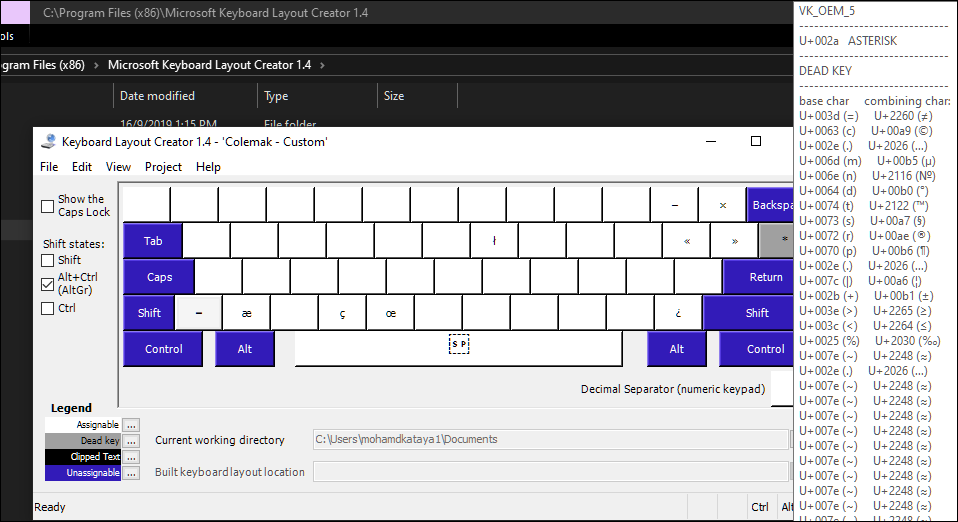 C:\Program Files (x86)\Microsoft Keyboard Layout Creator 1.4
ols
gram Files (x86) > Microsoft Keyboard Layout Creator 1.4 >
Date modified Type Size
16/9/2019 1:15 PM File folder
Keyboard Layout Creator 1.4 - 'Colemak - Custom'
File Edit View Project Help
Show the
Caps Lock
Shift states:
Shift
Alt+Ctrl
(AltGr)
Ctrl
– × Backspa
Tab ł « » *
Caps Return
Shift – æ ç œ ¿ Shift
Control Alt SP Alt Control
Decimal Separator (numeric keypad)
Legend
Assignable ...
Dead key ...
Clipped Text ...
Unassignable ...
Current working directory C:\Users\mohamdkataya1\Documents
Built keyboard layout location
Ready Ctrl Alt
VK_OEM_5
------------------------------
U+002a ASTERISK
------------------------------
DEAD KEY
------------------------------
base char combining char:
U+003d (=) U+2260 (≠)
U+0063 (c) U+00a9 (©)
U+002e (.) U+2026 (…)
U+006d (m) U+00b5 (µ)
U+006e (n) U+2116 (№)
U+0064 (d) U+00b0 (°)
U+0074 (t) U+2122 (™)
U+0073 (s) U+00a7 (§)
U+0072 (r) U+00ae (®)
U+0070 (p) U+00b6 (¶)
U+002e (.) U+2026 (…)
U+007c (|) U+00a6 (¦)
U+002b (+) U+00b1 (±)
U+003e (>) U+2265 (≥)
U+003c (<) U+2264 (≤)
U+0025 (%) U+2030 (‰)
U+007e (~) U+2248 (≈)
U+002e (.) U+2026 (…)
U+007e (~) U+2248 (≈)
U+007e (~) U+2248 (≈)
U+007e (~) U+2248 (≈)
U+007e (~) U+2248 (≈)
U+007e (~) U+2248 (≈)
U+007e (~) U+2248 (≈)
U+007e (~) U+2248 (≈)
U+007e (~) U+2248 (≈)
U+007e (~) U+2248 (≈)
U+007e (~) U+2248 (≈)